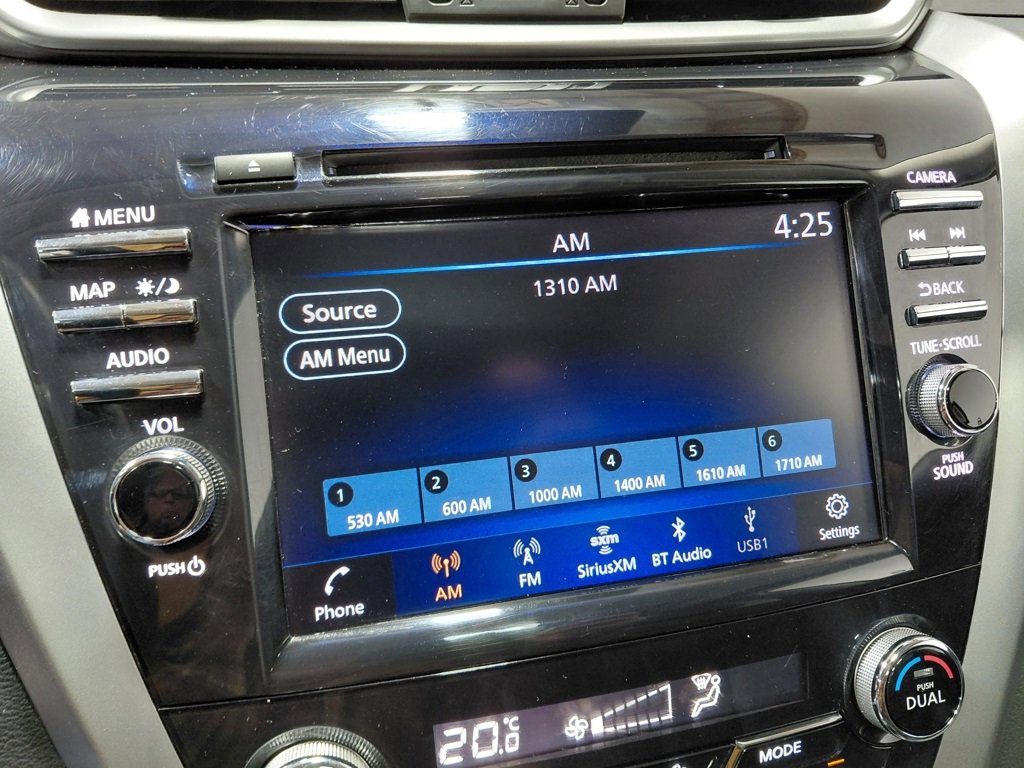 MENU
MAP
AUDIO
VOL
PUSH
AM
4:25
1310 AM
Source
AM Menu
1 530 AM
2 600 AM
3 1000 AM
4 1400 AM
5 1610 AM
6 1710 AM
Phone
AM
FM
sxm
SiriusXM
BT Audio
USB1
Settings
CAMERA
BACK
TUNE·SCROLL
PUSH
SOUND
20.0°C
MODE
PUSH
DUAL